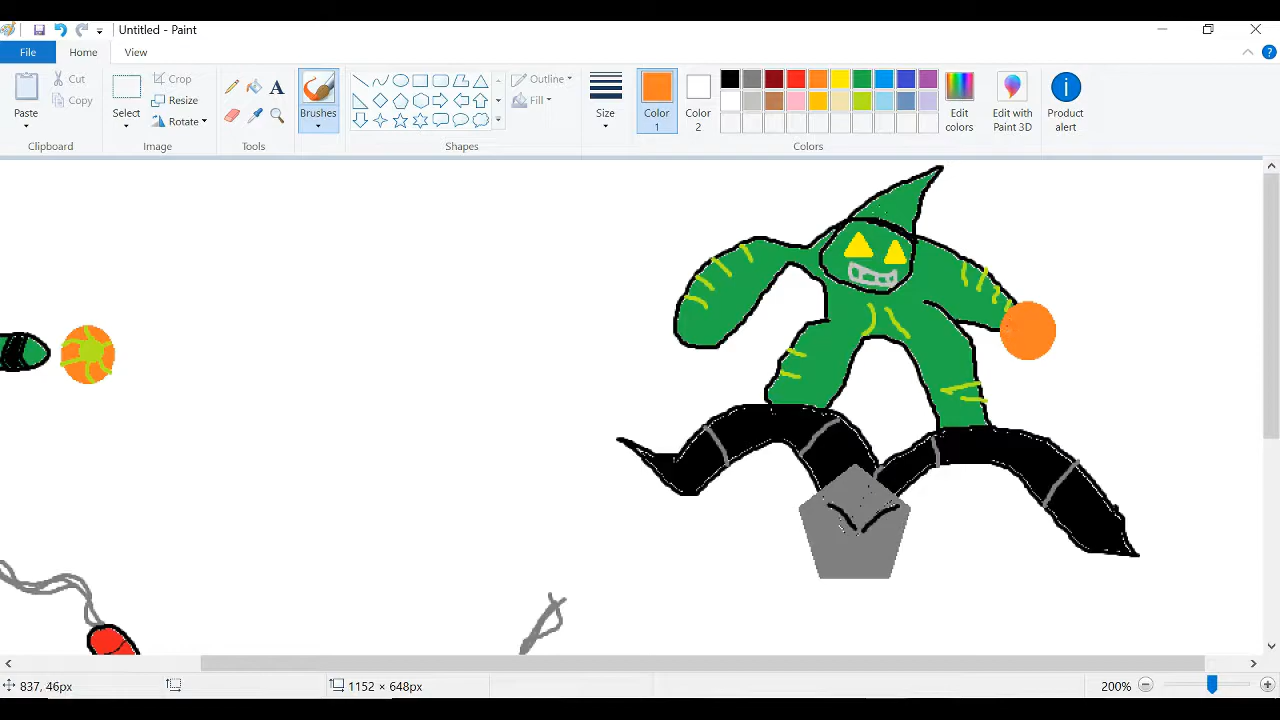 Untitled - Paint
File Home View
Cut Crop Outline
Copy Resize Fill
Rotate
Paste Select Brushes Size Color 1 Color 2 Edit colors Edit with Paint 3D Product alert
Clipboard Image Tools Shapes Colors
837, 46px 1152 × 648px 200%